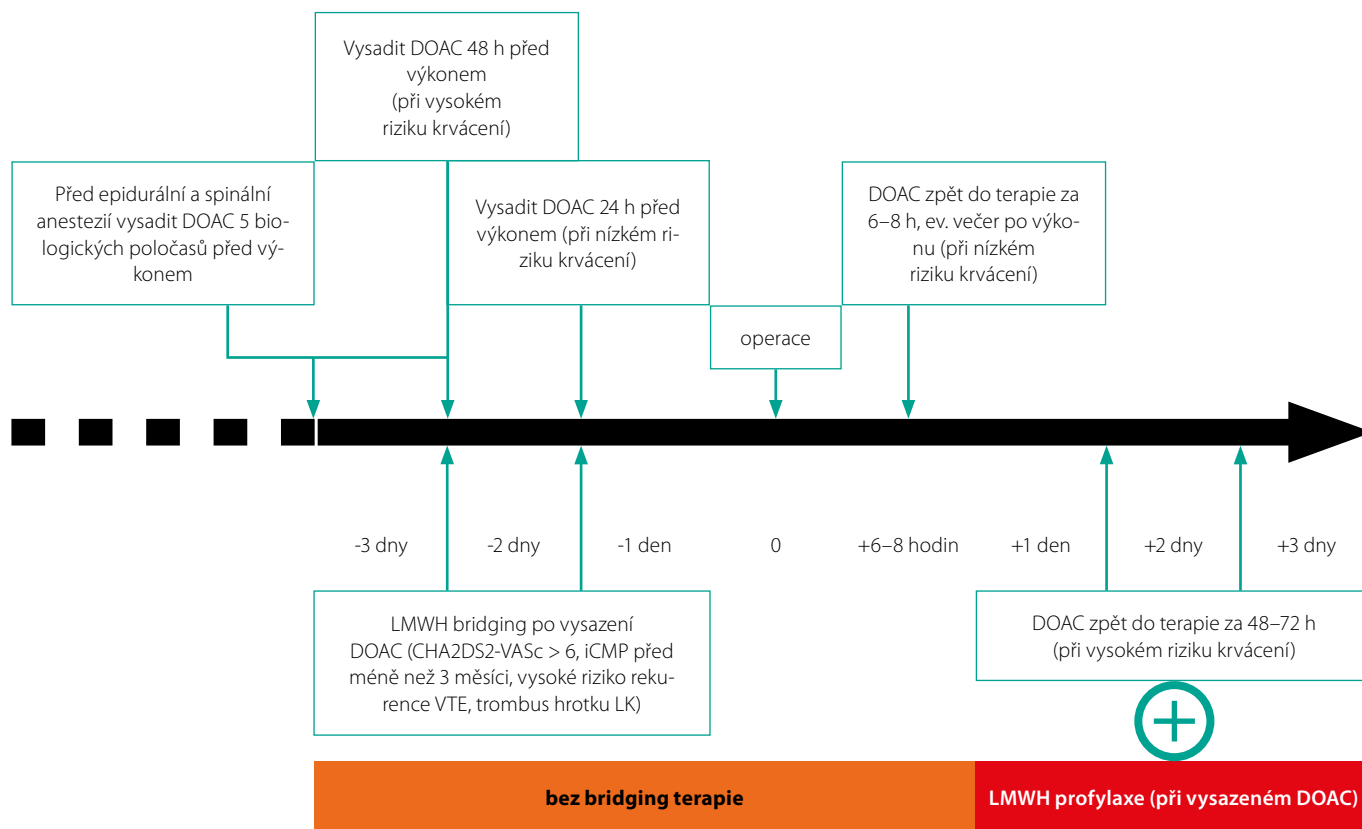 Vysadit DOAC 48 h před
výkonem
(při vysokém
riziku krvácení)
Před epidurální a spinální
anestezií vysadit DOAC 5 bio-
logických poločasů před vý-
konem
Vysadit DOAC 24 h před
výkonem (při nízkém ri-
ziku krvácení)
DOAC zpět do terapie za
6–8 h, ev. večer po výko-
nu (při nízkém
riziku krvácení)
operace
-3 dny
-2 dny
-1 den
0
+6–8 hodin
+1 den
+2 dny
+3 dny
LMWH bridging po vysazení
DOAC (CHA2DS2-VASc > 6, iCMP před
méně než 3 měsíci, vysoké riziko reku-
rence VTE, trombus hrotku LK)
DOAC zpět do terapie za 48–72 h
(při vysokém riziku krvácení)
bez bridging terapie
LMWH profylaxe (při vysazeném DOAC)